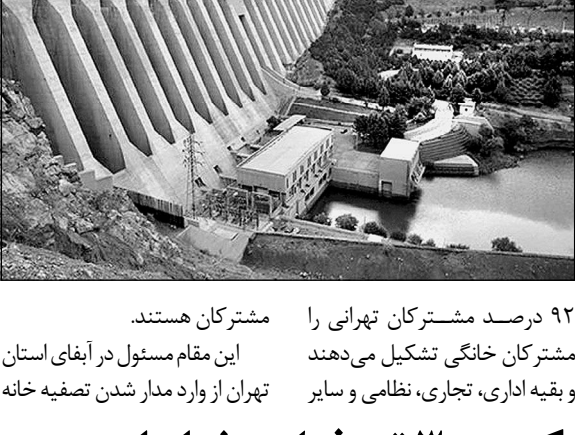 ۹۲ درصد مشترکان تهرانی را
مشترکان خانگی تشکیل می‌دهند
و بقیه اداری، تجاری، نظامی و سایر
مشترکان هستند.
این مقام مسئول در آبفای استان
تهران از وارد مدار شدن تصفیه خانه